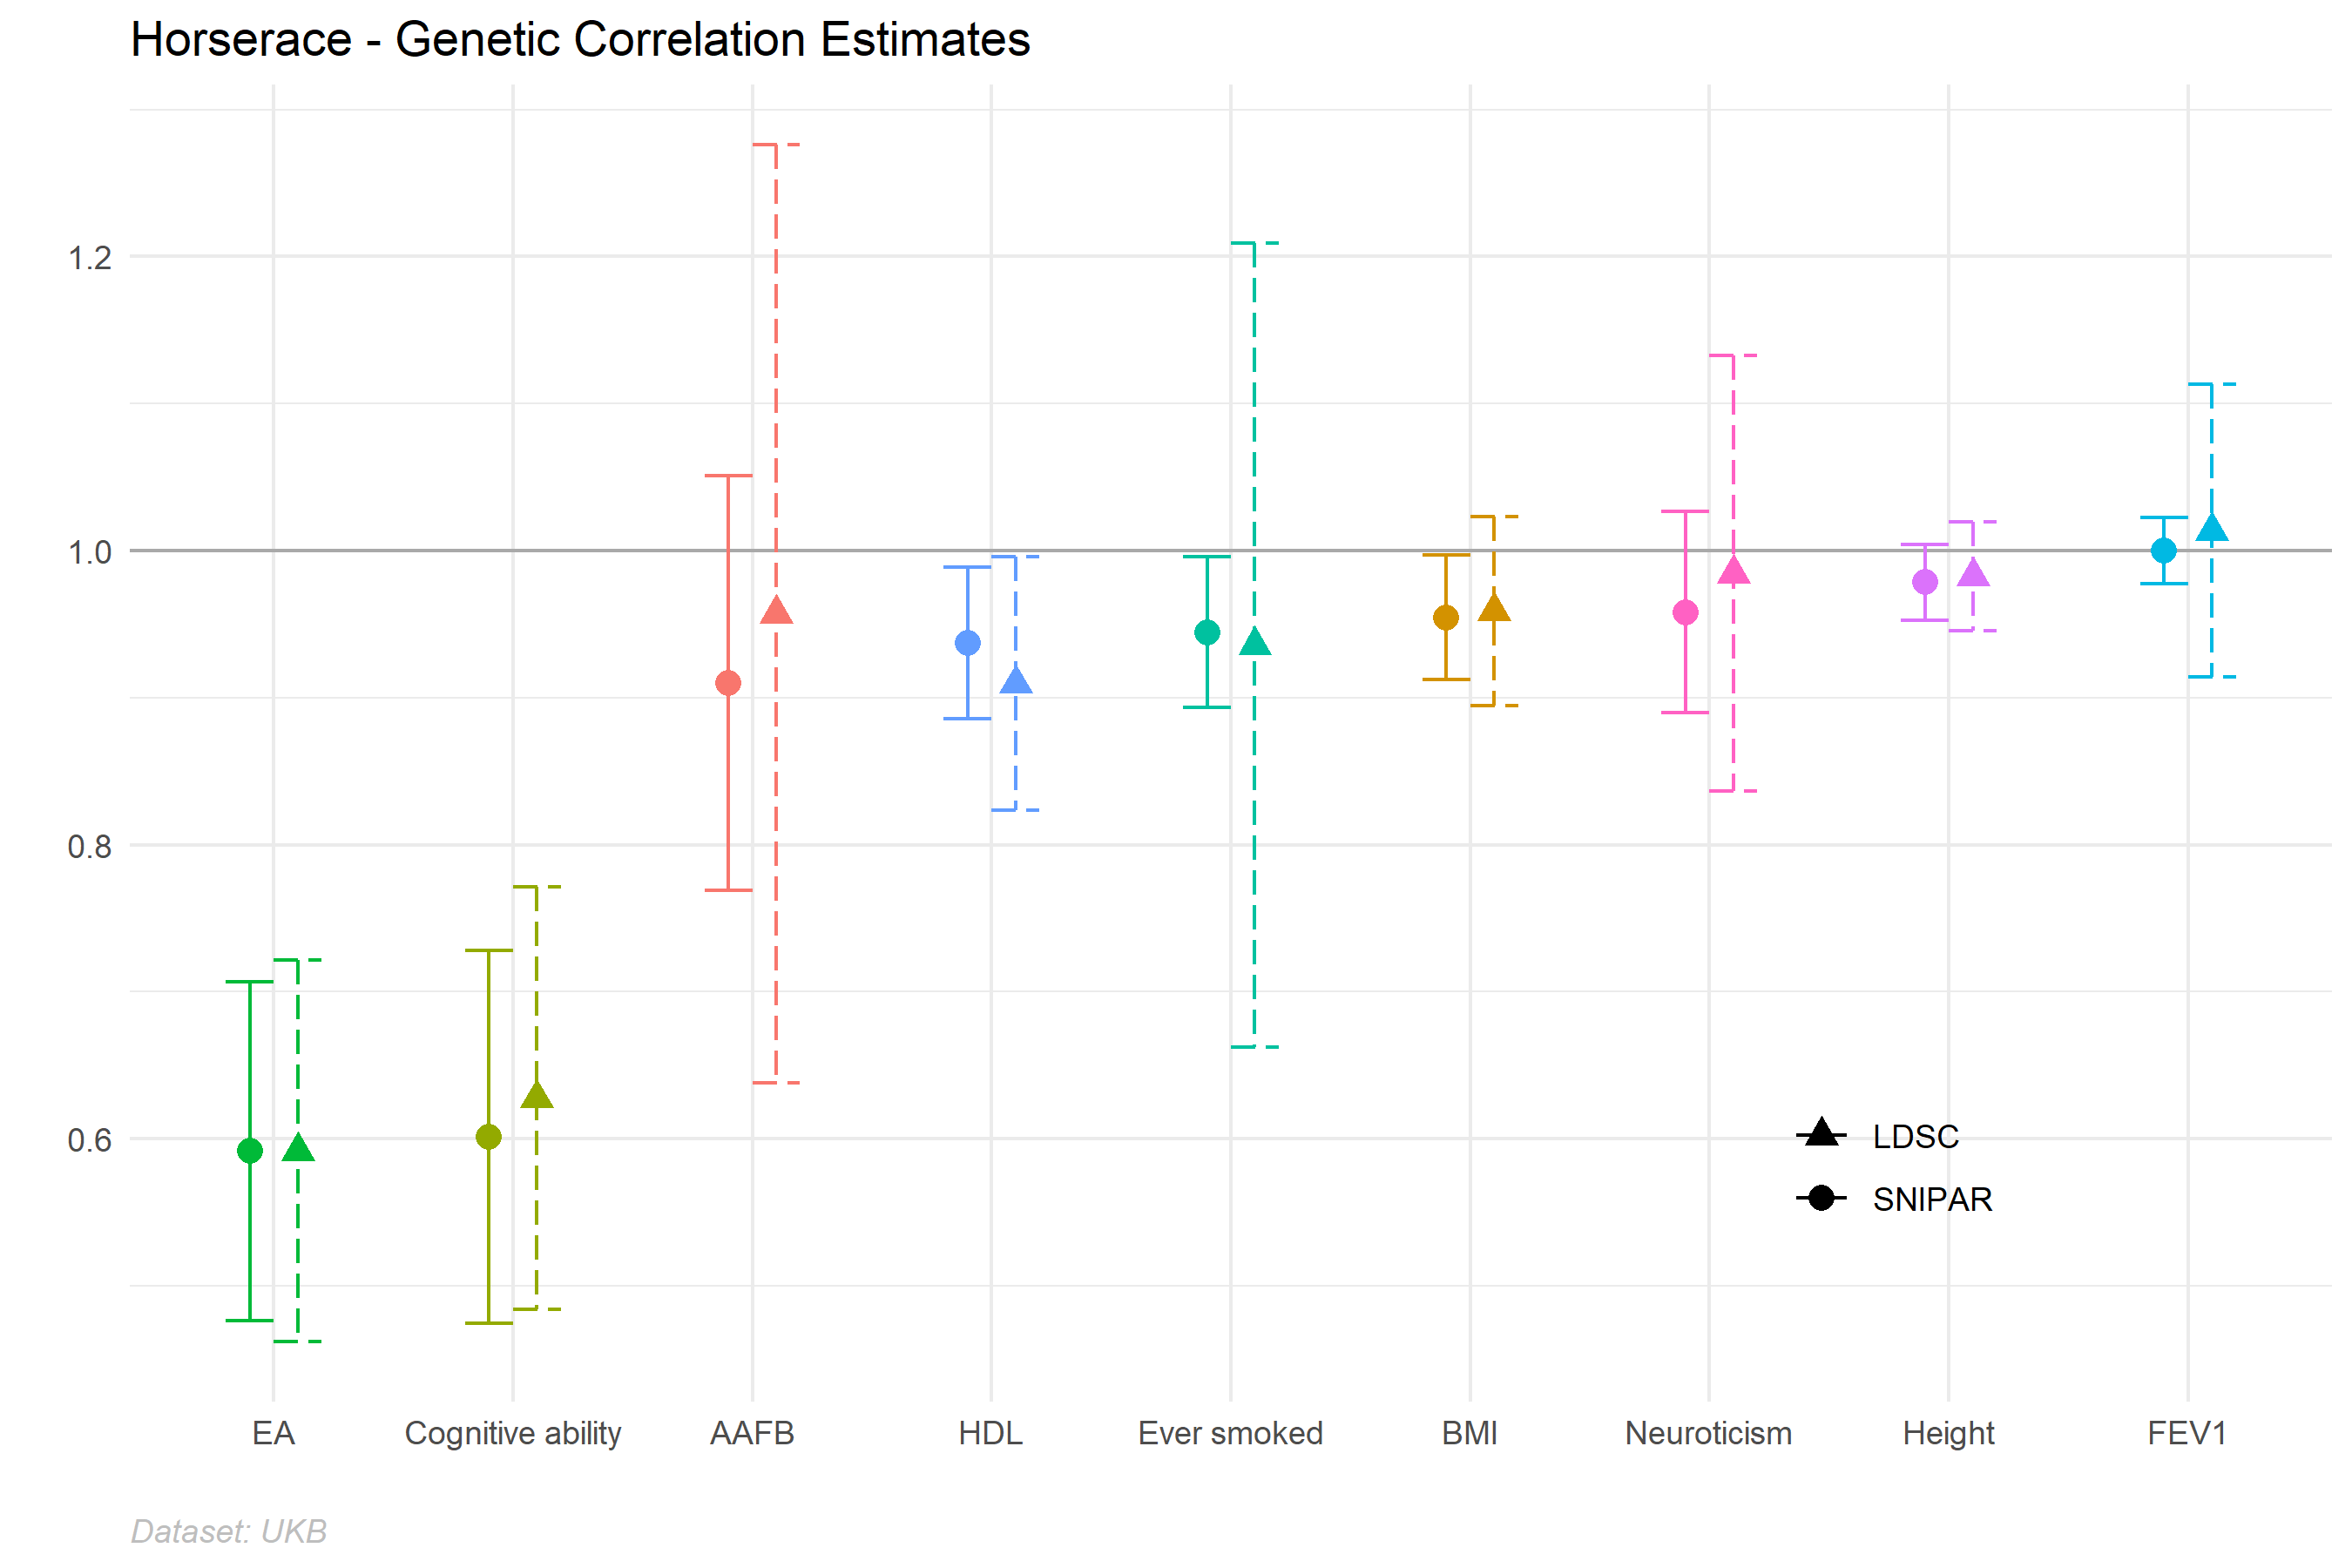 Horserace - Genetic Correlation Estimates
1.2
1.0
0.8
0.6
LDSC
SNIPAR
EA Cognitive ability AAFB HDL Ever smoked BMI Neuroticism Height FEV1
Dataset: UKB